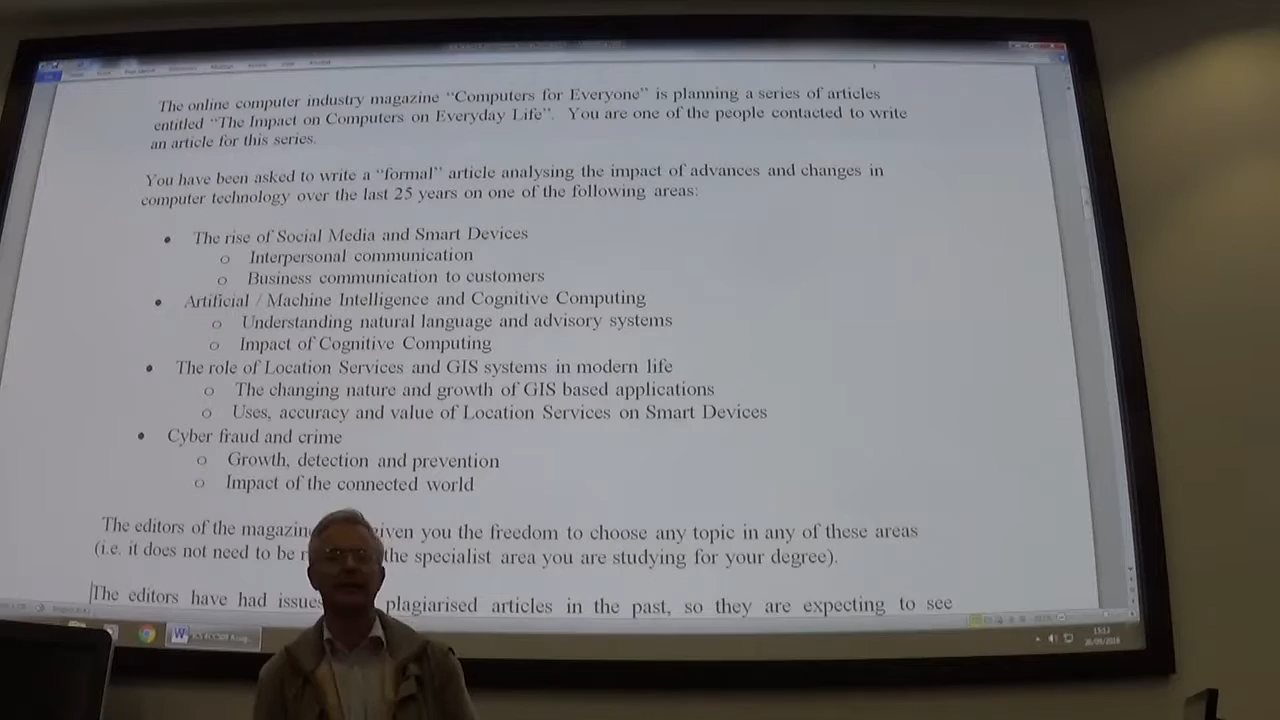 The online computer industry magazine “Computers for Everyone” is planning a series of articles
entitled “The Impact on Computers on Everyday Life”. You are one of the people contacted to write
an article for this series.
You have been asked to write a “formal” article analysing the impact of advances and changes in
computer technology over the last 25 years on one of the following areas:
• The rise of Social Media and Smart Devices
o Interpersonal communication
o Business communication to customers
• Artificial / Machine Intelligence and Cognitive Computing
o Understanding natural language and advisory systems
o Impact of Cognitive Computing
• The role of Location Services and GIS systems in modern life
o The changing nature and growth of GIS based applications
o Uses, accuracy and value of Location Services on Smart Devices
• Cyber fraud and crime
o Growth, detection and prevention
o Impact of the connected world
The editors of the magazin iven you the freedom to choose any topic in any of these areas
(i.e. it does not need to be r the specialist area you are studying for your degree).
The editors have had issues plagiarised articles in the past, so they are expecting to see
15:13